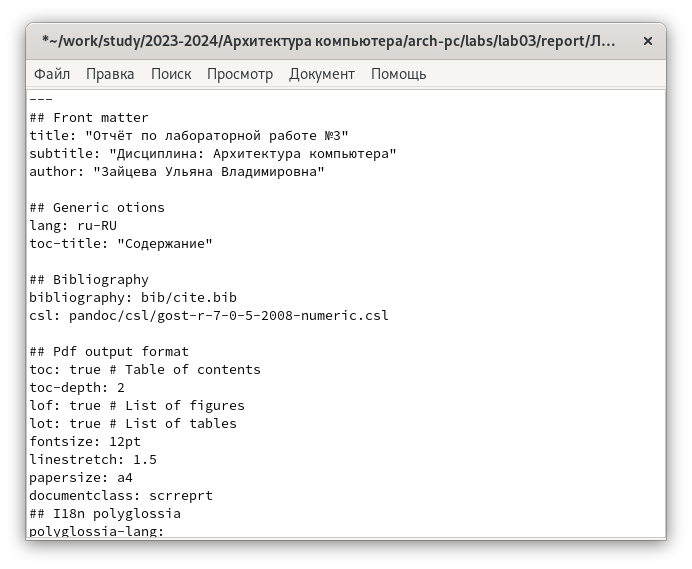 *~/work/study/2023-2024/Архитектура компьютера/arch-pc/labs/lab03/report/Л...
Файл Правка Поиск Просмотр Документ Помощь
---
## Front matter
title: "Отчёт по лабораторной работе №3"
subtitle: "Дисциплина: Архитектура компьютера"
author: "Зайцева Ульяна Владимировна"
## Generic otions
lang: ru-RU
toc-title: "Содержание"
## Bibliography
bibliography: bib/cite.bib
csl: pandoc/csl/gost-r-7-0-5-2008-numeric.csl
## Pdf output format
toc: true # Table of contents
toc-depth: 2
lof: true # List of figures
lot: true # List of tables
fontsize: 12pt
linestretch: 1.5
papersize: a4
documentclass: scrreprt
## I18n polyglossia
polyglossia-lang: